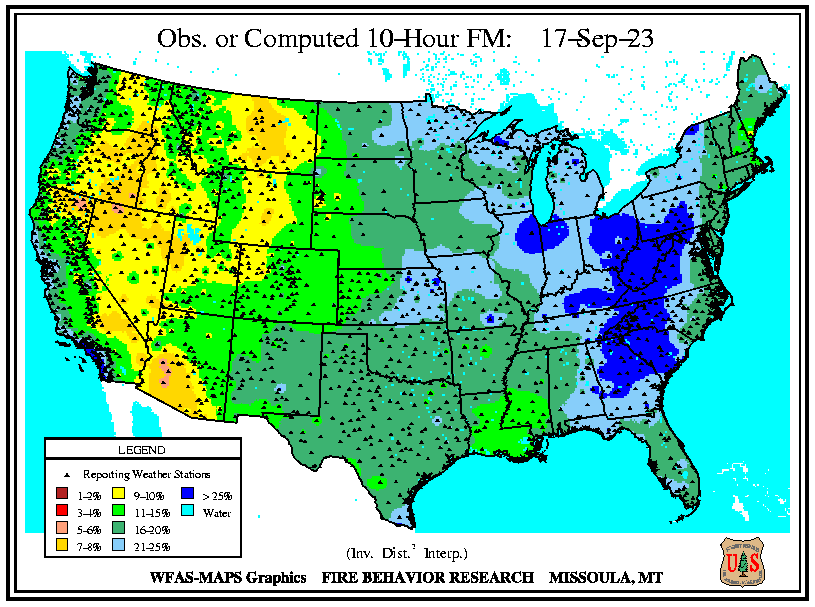 Obs. or Computed 10-Hour FM: 17-Sep-23
LEGEND
Reporting Weather Stations
1-2% 9-10% > 25%
3-4% 11-15% Water
5-6% 16-20%
7-8% 21-25%
(Inv. Dist.² Interp.)
WFAS-MAPS Graphics FIRE BEHAVIOR RESEARCH MISSOULA, MT
U S